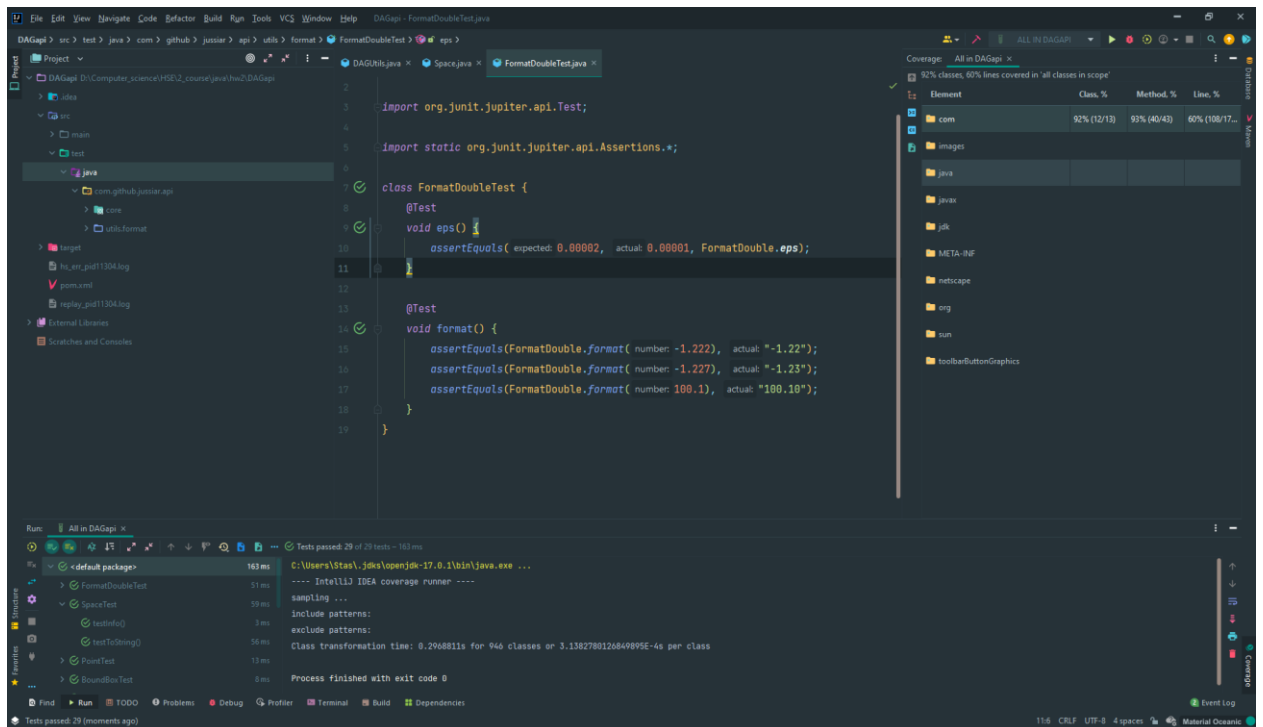 File Edit View Navigate Code Refactor Build Run Tools VCS Window Help DAGapi - FormatDoubleTest.java
DAGapi > src > test > java > com > github > jussiar > api > utils > format > FormatDoubleTest > eps > ALL IN DAGAPI
Project
DAGapi D:\Computer_science\HSE\2_course\java\hw2\DAGapi
.idea
src
main
test
java
com.github.jussiar.api
core
utils.format
target
hs_err_pid11304.log
pom.xml
replay_pid11304.log
External Libraries
Scratches and Consoles
DAGUtils.java × Space.java × FormatDoubleTest.java ×
2
3 import org.junit.jupiter.api.Test;
4
5 import static org.junit.jupiter.api.Assertions.*;
6
7 class FormatDoubleTest {
8 @Test
9 void eps() {
10 assertEquals( expected: 0.00002, actual: 0.00001, FormatDouble.eps);
11 }
12
13 @Test
14 void format() {
15 assertEquals(FormatDouble.format( number: -1.222), actual: "-1.22");
16 assertEquals(FormatDouble.format( number: -1.227), actual: "-1.23");
17 assertEquals(FormatDouble.format( number: 100.1), actual: "100.10");
18 }
19 }
Coverage: All in DAGapi ×
92% classes, 60% lines covered in 'all classes in scope'
Element Class, % Method, % Line, %
com 92% (12/13) 93% (40/43) 60% (108/17...
images
java
javax
jdk
META-INF
netscape
org
sun
toolbarButtonGraphics
Project
Structure
Favorites
Database
Maven
Coverage
Run: All in DAGapi ×
Tests passed: 29 of 29 tests – 163 ms
<default package> 163 ms
FormatDoubleTest 51 ms
SpaceTest 59 ms
testInfo() 3 ms
testToString() 56 ms
PointTest 13 ms
BoundBoxTest 8 ms
C:\Users\Stas\.jdks\openjdk-17.0.1\bin\java.exe ...
---- IntelliJ IDEA coverage runner ----
sampling ...
include patterns:
exclude patterns:
Class transformation time: 0.2968811s for 946 classes or 3.1382780126849895E-4s per class
Process finished with exit code 0
Find Run TODO Problems Debug Profiler Terminal Build Dependencies Event Log
Tests passed: 29 (moments ago) 11:6 CRLF UTF-8 4 spaces Material Oceanic